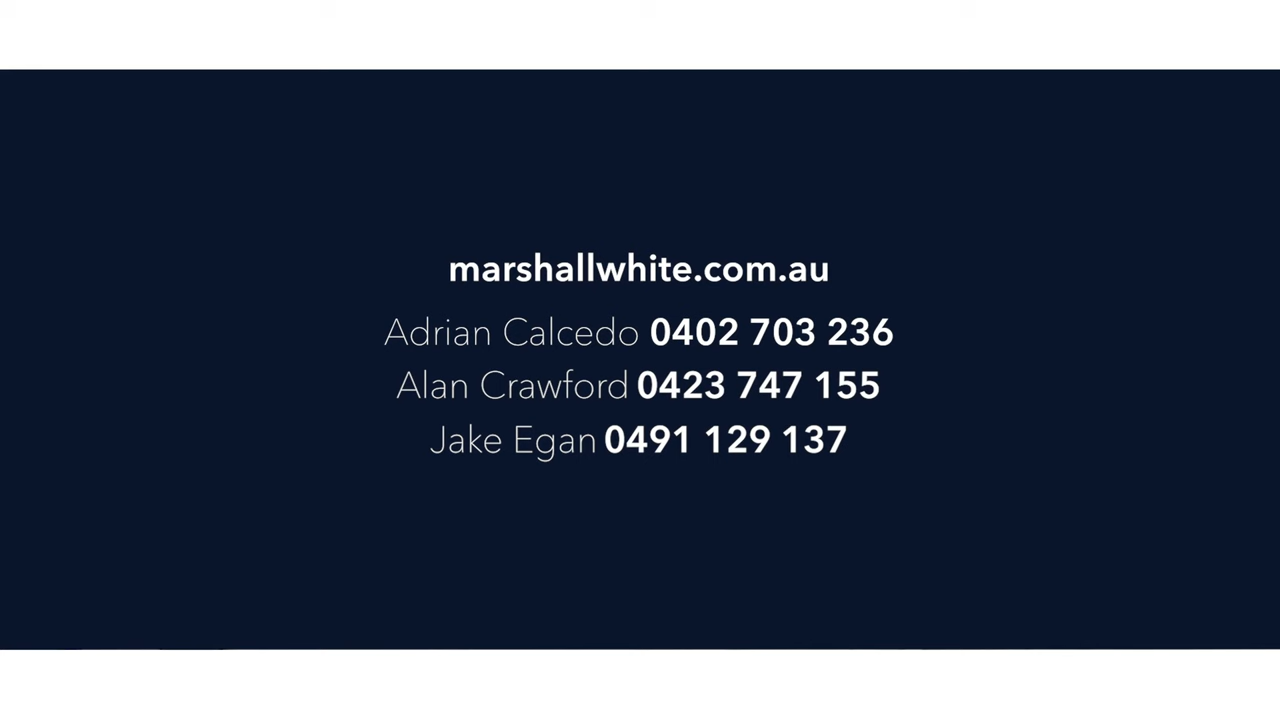 marshallwhite.com.au
Adrian Calcedo 0402 703 236
Alan Crawford 0423 747 155
Jake Egan 0491 129 137